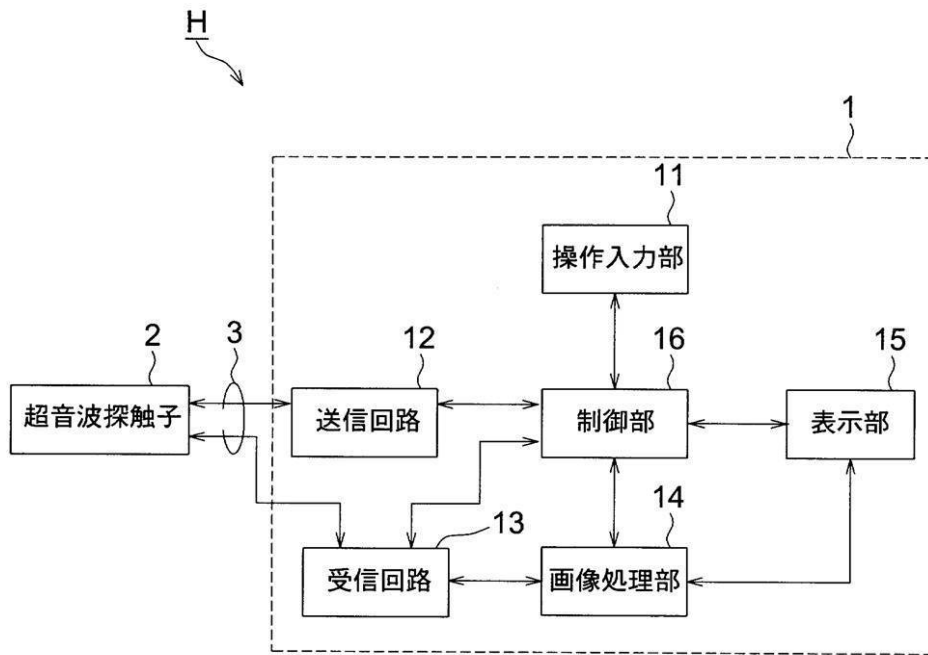 H
1
11
操作入力部
2
3
12
16
15
超音波探触子
送信回路
制御部
表示部
13
14
受信回路
画像処理部